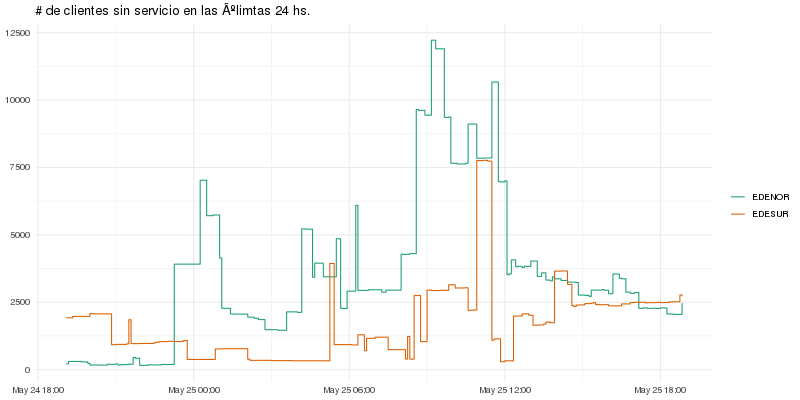 # de clientes sin servicio en las Ãºlimtas 24 hs.
12500
10000
7500
5000
2500
0
May 24 18:00
May 25 00:00
May 25 06:00
May 25 12:00
May 25 18:00
EDENOR
EDESUR